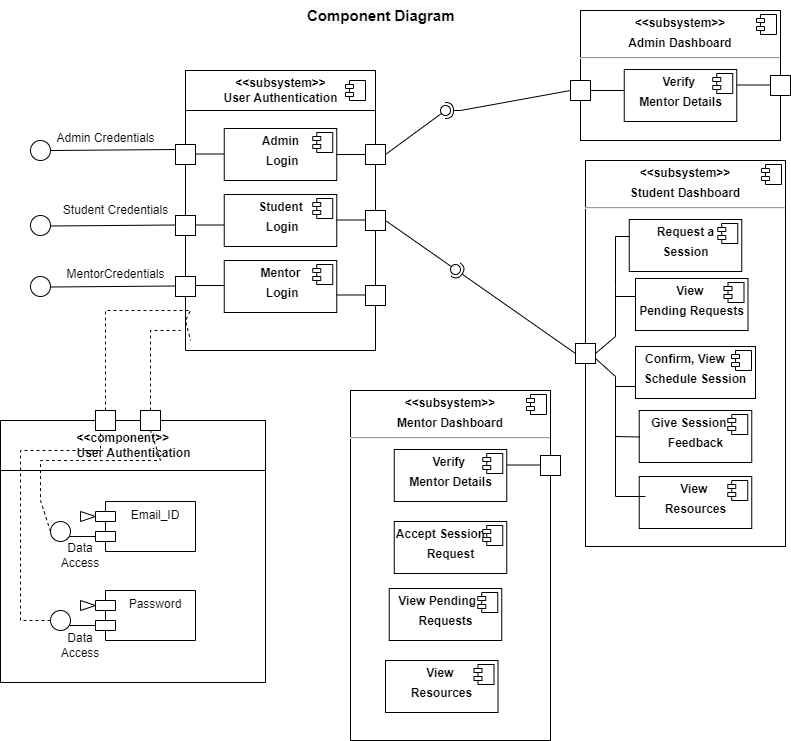 Component Diagram
<<subsystem>>
User Authentication
Admin
Login
Student
Login
Mentor
Login
Admin Credentials
Student Credentials
MentorCredentials
<<subsystem>>
Admin Dashboard
Verify
Mentor Details
<<subsystem>>
Student Dashboard
Request a
Session
View
Pending Requests
Confirm, View
Schedule Session
Give Session
Feedback
View
Resources
<<subsystem>>
Mentor Dashboard
Verify
Mentor Details
Accept Session
Request
View Pending
Requests
View
Resources
<<component>>
User Authentication
Email_ID
Data
Access
Password
Data
Access